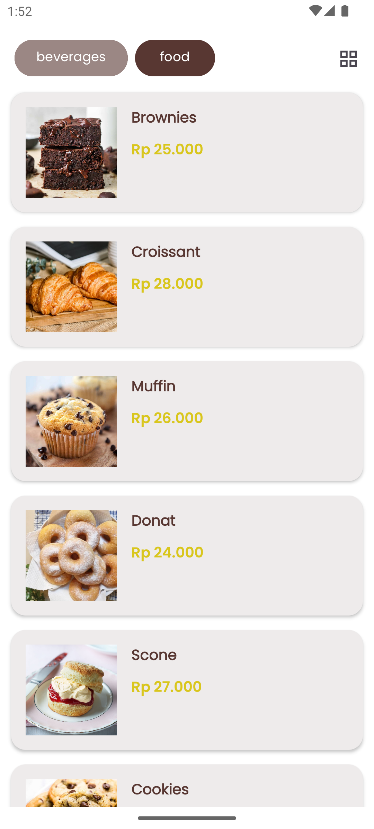 1:52
beverages
food
Brownies
Rp 25.000
Croissant
Rp 28.000
Muffin
Rp 26.000
Donat
Rp 24.000
Scone
Rp 27.000
Cookies